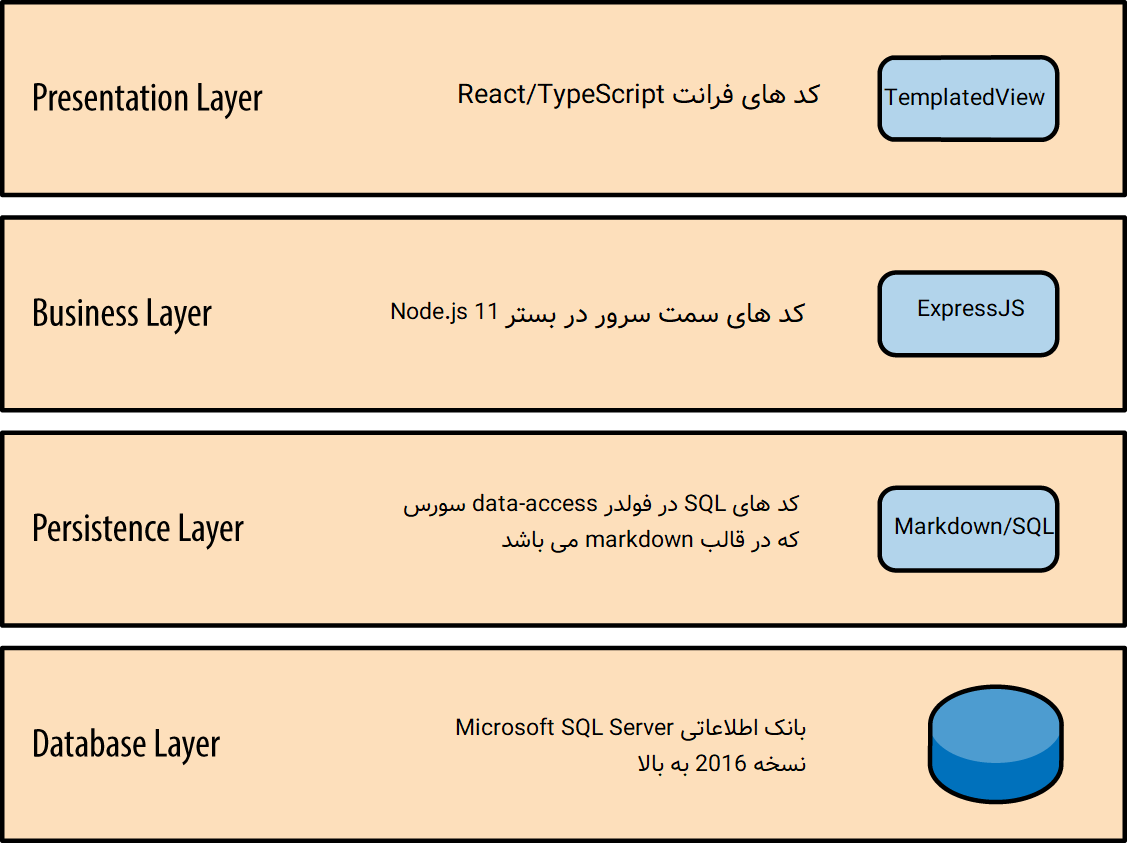 Presentation Layer
کد های فرانت React/TypeScript
TemplatedView
Business Layer
کد های سمت سرور در بستر Node.js 11
ExpressJS
Persistence Layer
کد های SQL در فولدر data-access سورس
که در قالب markdown می باشد
Markdown/SQL
Database Layer
بانک اطلاعاتی Microsoft SQL Server
نسخه 2016 به بالا